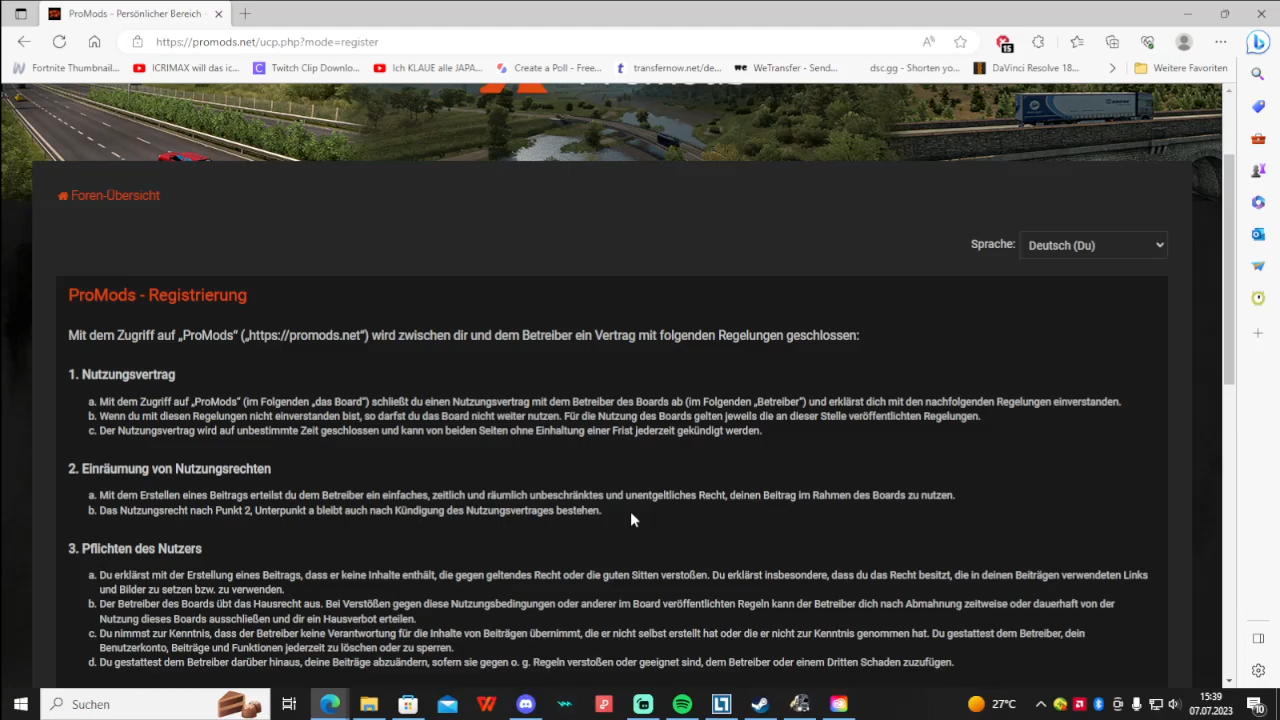 ProMods - Persönlicher Bereich
https://promods.net/ucp.php?mode=register
15
Fortnite Thumbnail...
ICRIMAX will das ic...
Twitch Clip Downlo...
Ich KLAUE alle JAPA...
Create a Poll - Free...
transfernow.net/de...
WeTransfer - Send...
dsc.gg - Shorten yo...
DaVinci Resolve 18...
Weitere Favoriten
Foren-Übersicht
Sprache:
Deutsch (Du)
ProMods - Registrierung
Mit dem Zugriff auf „ProMods“ („https://promods.net“) wird zwischen dir und dem Betreiber ein Vertrag mit folgenden Regelungen geschlossen:
1. Nutzungsvertrag
a. Mit dem Zugriff auf „ProMods“ (im Folgenden „das Board“) schließt du einen Nutzungsvertrag mit dem Betreiber des Boards ab (im Folgenden „Betreiber“) und erklärst dich mit den nachfolgenden Regelungen einverstanden.
b. Wenn du mit diesen Regelungen nicht einverstanden bist, so darfst du das Board nicht weiter nutzen. Für die Nutzung des Boards gelten jeweils die an dieser Stelle veröffentlichten Regelungen.
c. Der Nutzungsvertrag wird auf unbestimmte Zeit geschlossen und kann von beiden Seiten ohne Einhaltung einer Frist jederzeit gekündigt werden.
2. Einräumung von Nutzungsrechten
a. Mit dem Erstellen eines Beitrags erteilst du dem Betreiber ein einfaches, zeitlich und räumlich unbeschränktes und unentgeltliches Recht, deinen Beitrag im Rahmen des Boards zu nutzen.
b. Das Nutzungsrecht nach Punkt 2, Unterpunkt a bleibt auch nach Kündigung des Nutzungsvertrages bestehen.
3. Pflichten des Nutzers
a. Du erklärst mit der Erstellung eines Beitrags, dass er keine Inhalte enthält, die gegen geltendes Recht oder die guten Sitten verstoßen. Du erklärst insbesondere, dass du das Recht besitzt, die in deinen Beiträgen verwendeten Links
und Bilder zu setzen bzw. zu verwenden.
b. Der Betreiber des Boards übt das Hausrecht aus. Bei Verstößen gegen diese Nutzungsbedingungen oder anderer im Board veröffentlichten Regeln kann der Betreiber dich nach Abmahnung zeitweise oder dauerhaft von der
Nutzung dieses Boards ausschließen und dir ein Hausverbot erteilen.
c. Du nimmst zur Kenntnis, dass der Betreiber keine Verantwortung für die Inhalte von Beiträgen übernimmt, die er nicht selbst erstellt hat oder die er nicht zur Kenntnis genommen hat. Du gestattest dem Betreiber, dein
Benutzerkonto, Beiträge und Funktionen jederzeit zu löschen oder zu sperren.
d. Du gestattest dem Betreiber darüber hinaus, deine Beiträge abzuändern, sofern sie gegen o. g. Regeln verstoßen oder geeignet sind, dem Betreiber oder einem Dritten Schaden zuzufügen.
Suchen
27°C
15:39
07.07.2023
10